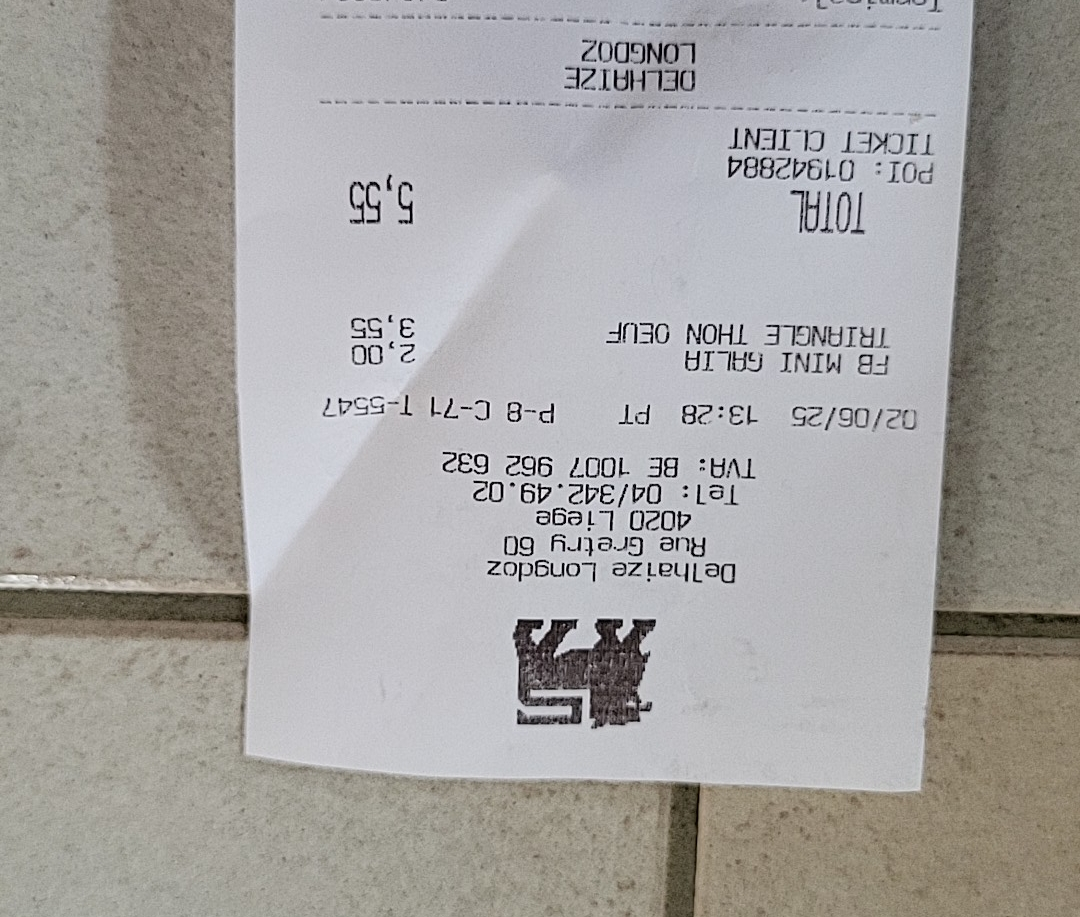 Delhaize Longdoz
Rue Gretry 60
4020 Liege
Tel: 04/342.49.02
TVA: BE 1007 962 632
02/06/25 13:28 PT P-8 C-71 T-5547
FB MINI GALIA 2,00
TRIANGLE THON OEUF 3,55
TOTAL 5,55
POI: 01942884
TICKET CLIENT
DELHAIZE
LONGDOZ